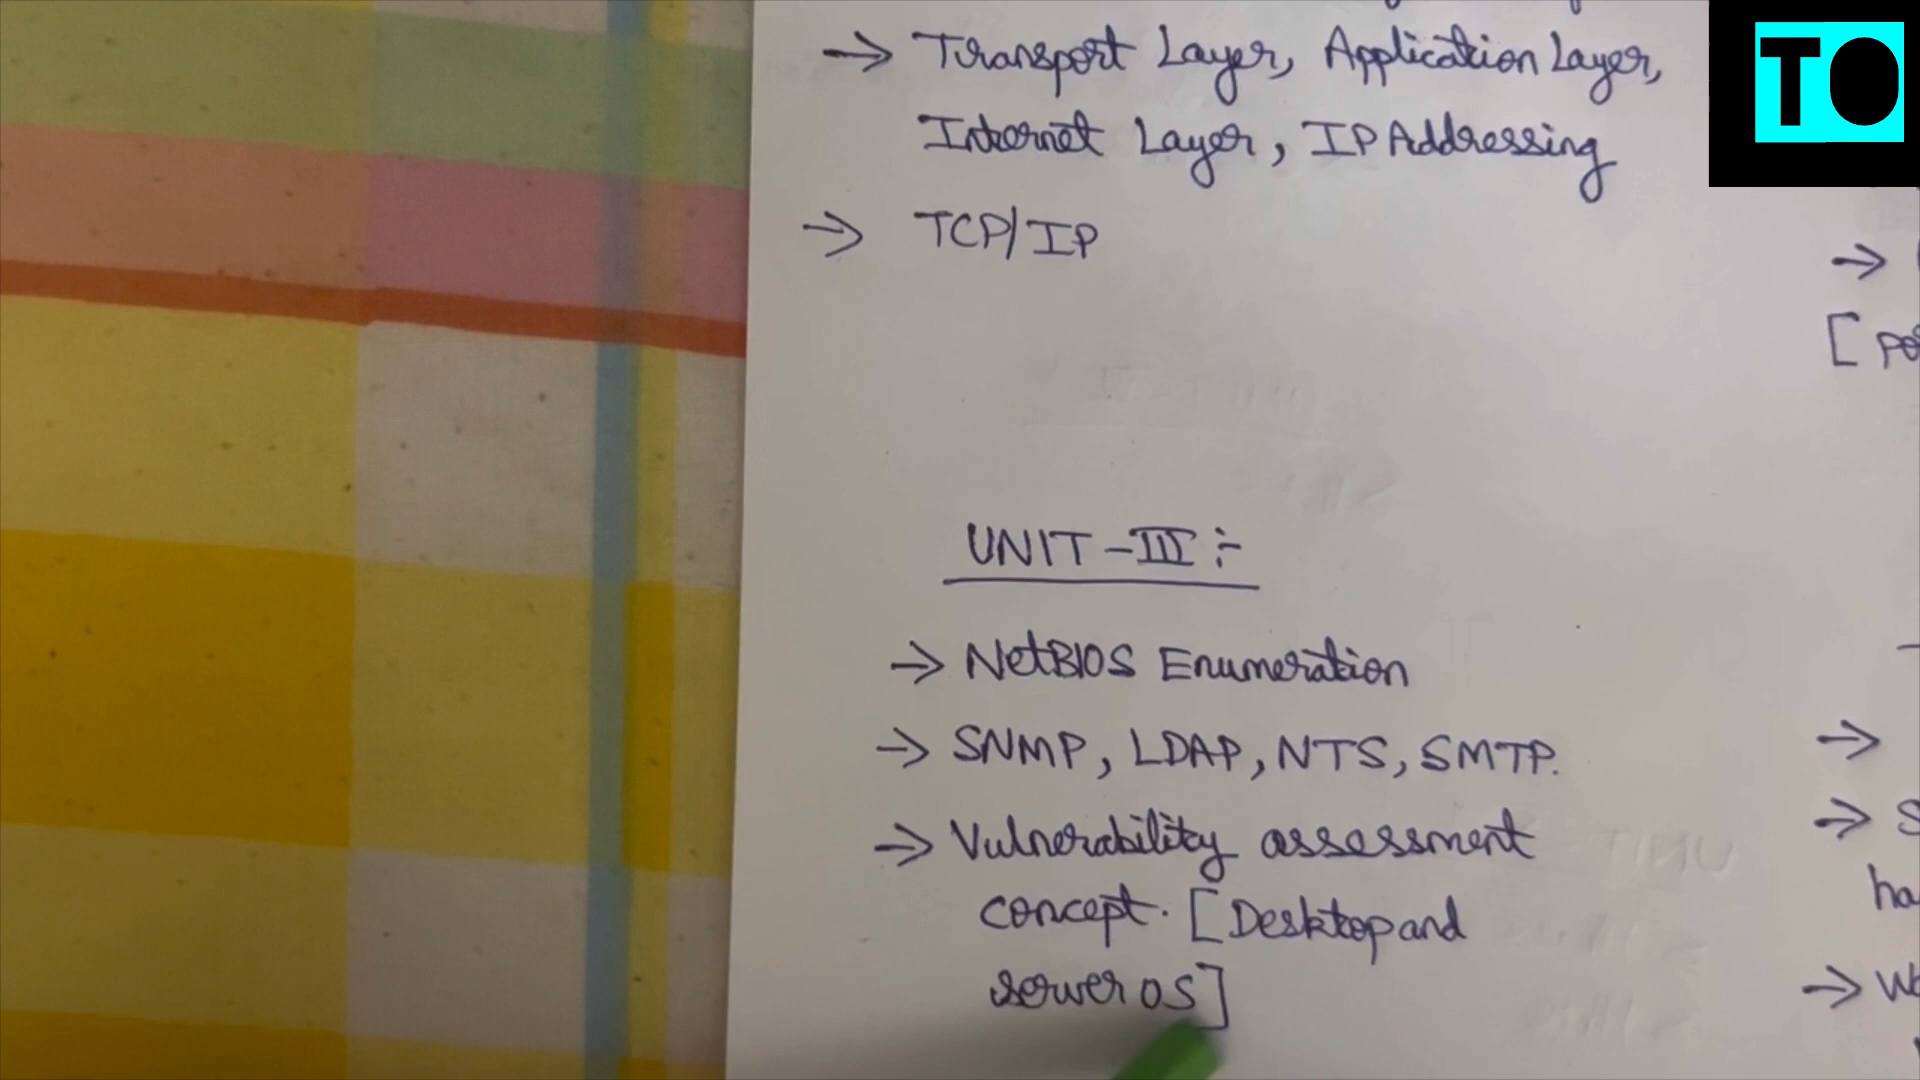 → Transport Layer, Application Layer,
Internet Layer, IP Addressing
→ TCP/IP
UNIT-III :-
→ NetBIOS Enumeration
→ SNMP, LDAP, NTS, SMTP.
→ Vulnerability assessment
concept. [Desktop and
server OS]
TO